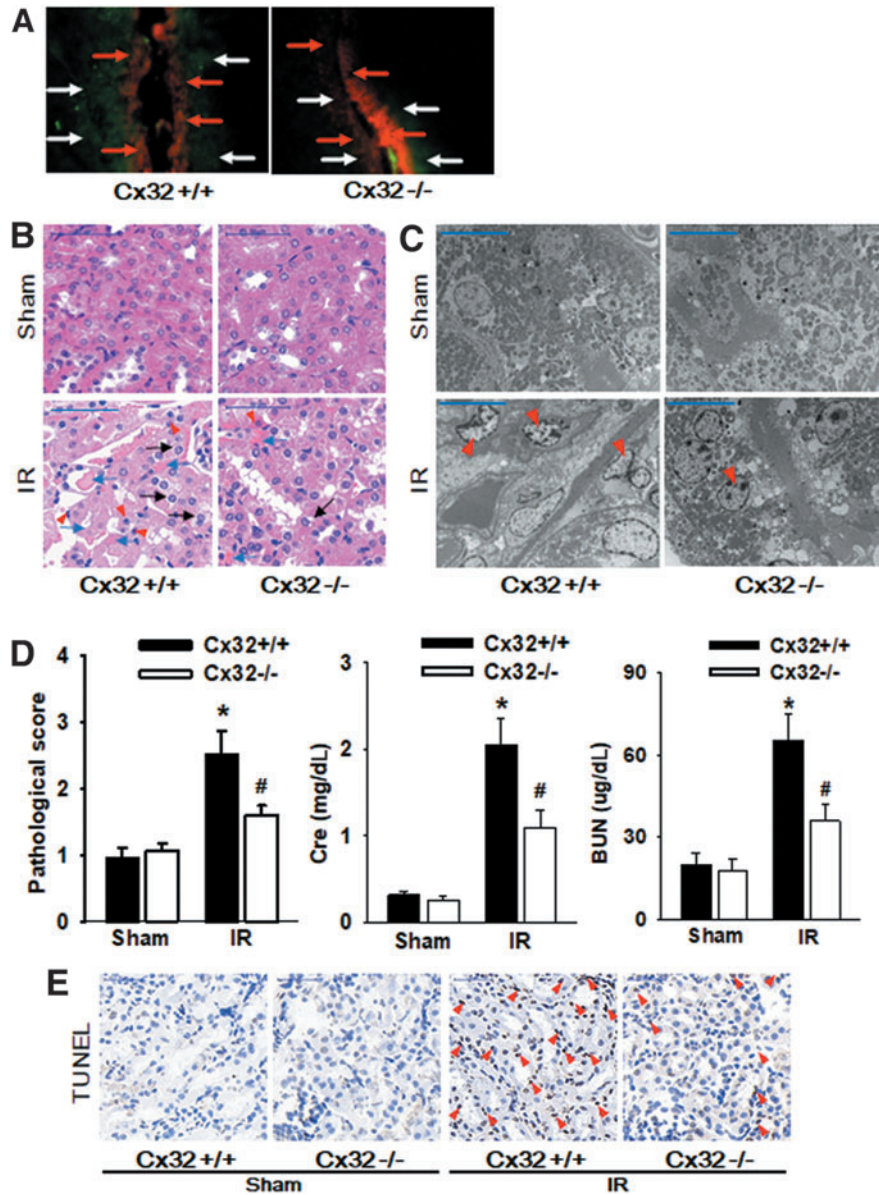 A
Cx32+/+ Cx32-/-
B
C
Sham
Sham
IR
IR
Cx32+/+ Cx32-/-
Cx32+/+ Cx32-/-
D
Cx32+/+
Cx32-/-
Pathological score
4
3
2
1
0
*
#
Sham IR
Cx32+/+
Cx32-/-
Cre (mg/dL)
3
2
1
0
*
#
Sham IR
Cx32+/+
Cx32-/-
BUN (ug/dL)
90
60
30
0
*
#
Sham IR
E
TUNEL
Cx32+/+ Cx32-/- Cx32+/+ Cx32-/-
Sham IR